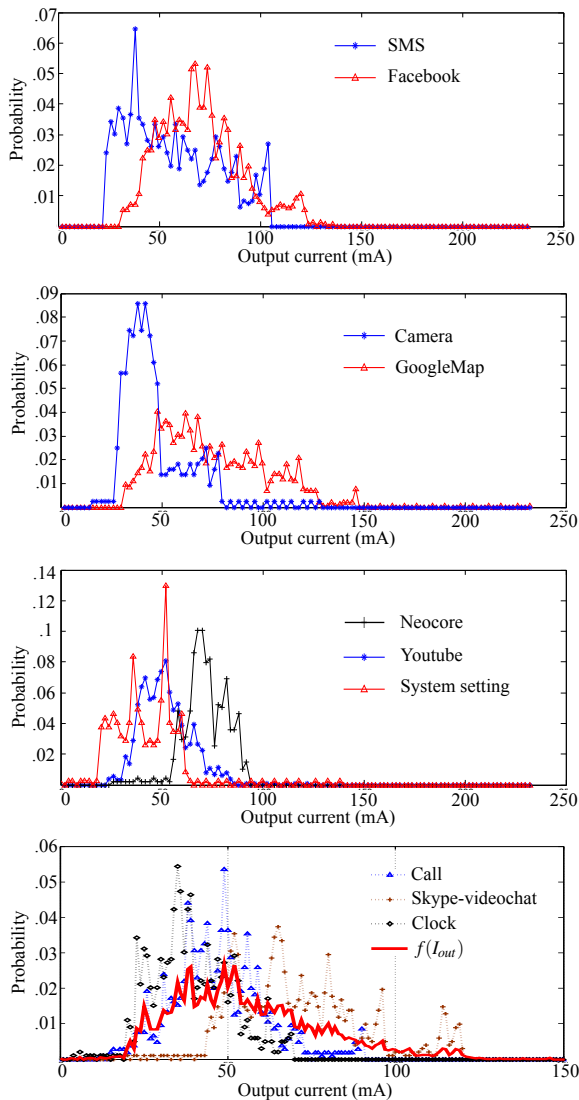 .07
.06
.05
.04
.03
.02
.01
Probability
SMS
Facebook
0 50 100 150 200 250
Output current (mA)
.09
.08
.07
.06
.05
.04
.03
.02
.01
Probability
Camera
GoogleMap
0 50 100 150 200 250
Output current (mA)
.14
.12
.1
.08
.06
.04
.02
Probability
Neocore
Youtube
System setting
0 50 100 150 200 250
Output current (mA)
.06
.05
.04
.03
.02
.01
Probability
Call
Skype-videochat
Clock
f(I_out)
0 50 100 150
Output current (mA)